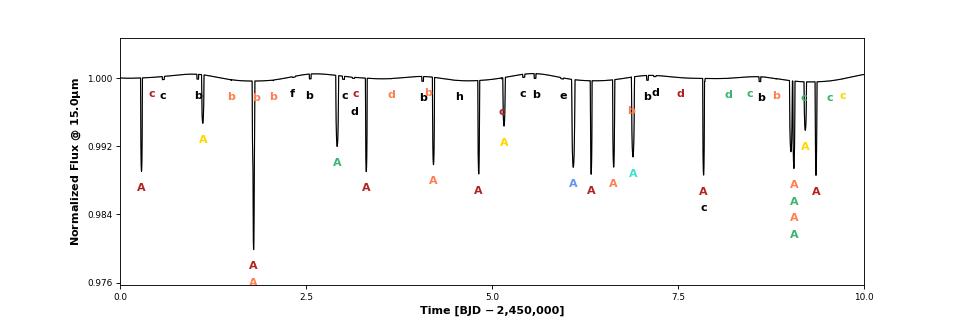 1.000
c c b b b b f b c c d d b b h c c b e b b d d d c b b c d c c
A A A A A A
0.992
A A A A A A A A A A
0.984
c A A A A
0.976
A A
0.0 2.5 5.0 7.5 10.0
Normalized Flux @ 15.0μm
Time [BJD − 2,450,000]